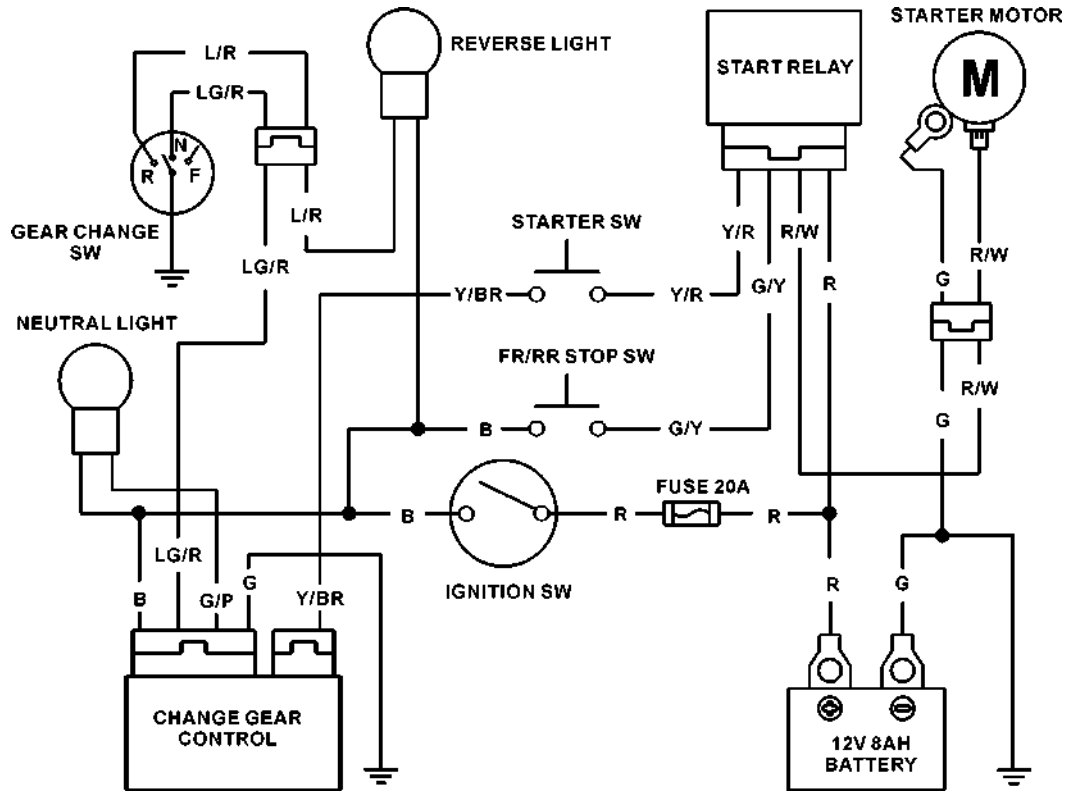 STARTER MOTOR
REVERSE LIGHT
L/R
START RELAY
M
LG/R
N
R
F
L/R
GEAR CHANGE
SW
STARTER SW
Y/R
R/W
LG/R
G/Y
R
R/W
G
Y/BR
Y/R
NEUTRAL LIGHT
FR/RR STOP SW
R/W
B
G/Y
G
FUSE 20A
B
R
R
LG/R
IGNITION SW
B
G/P
G
Y/BR
R
G
CHANGE GEAR
CONTROL
12V 8AH
BATTERY